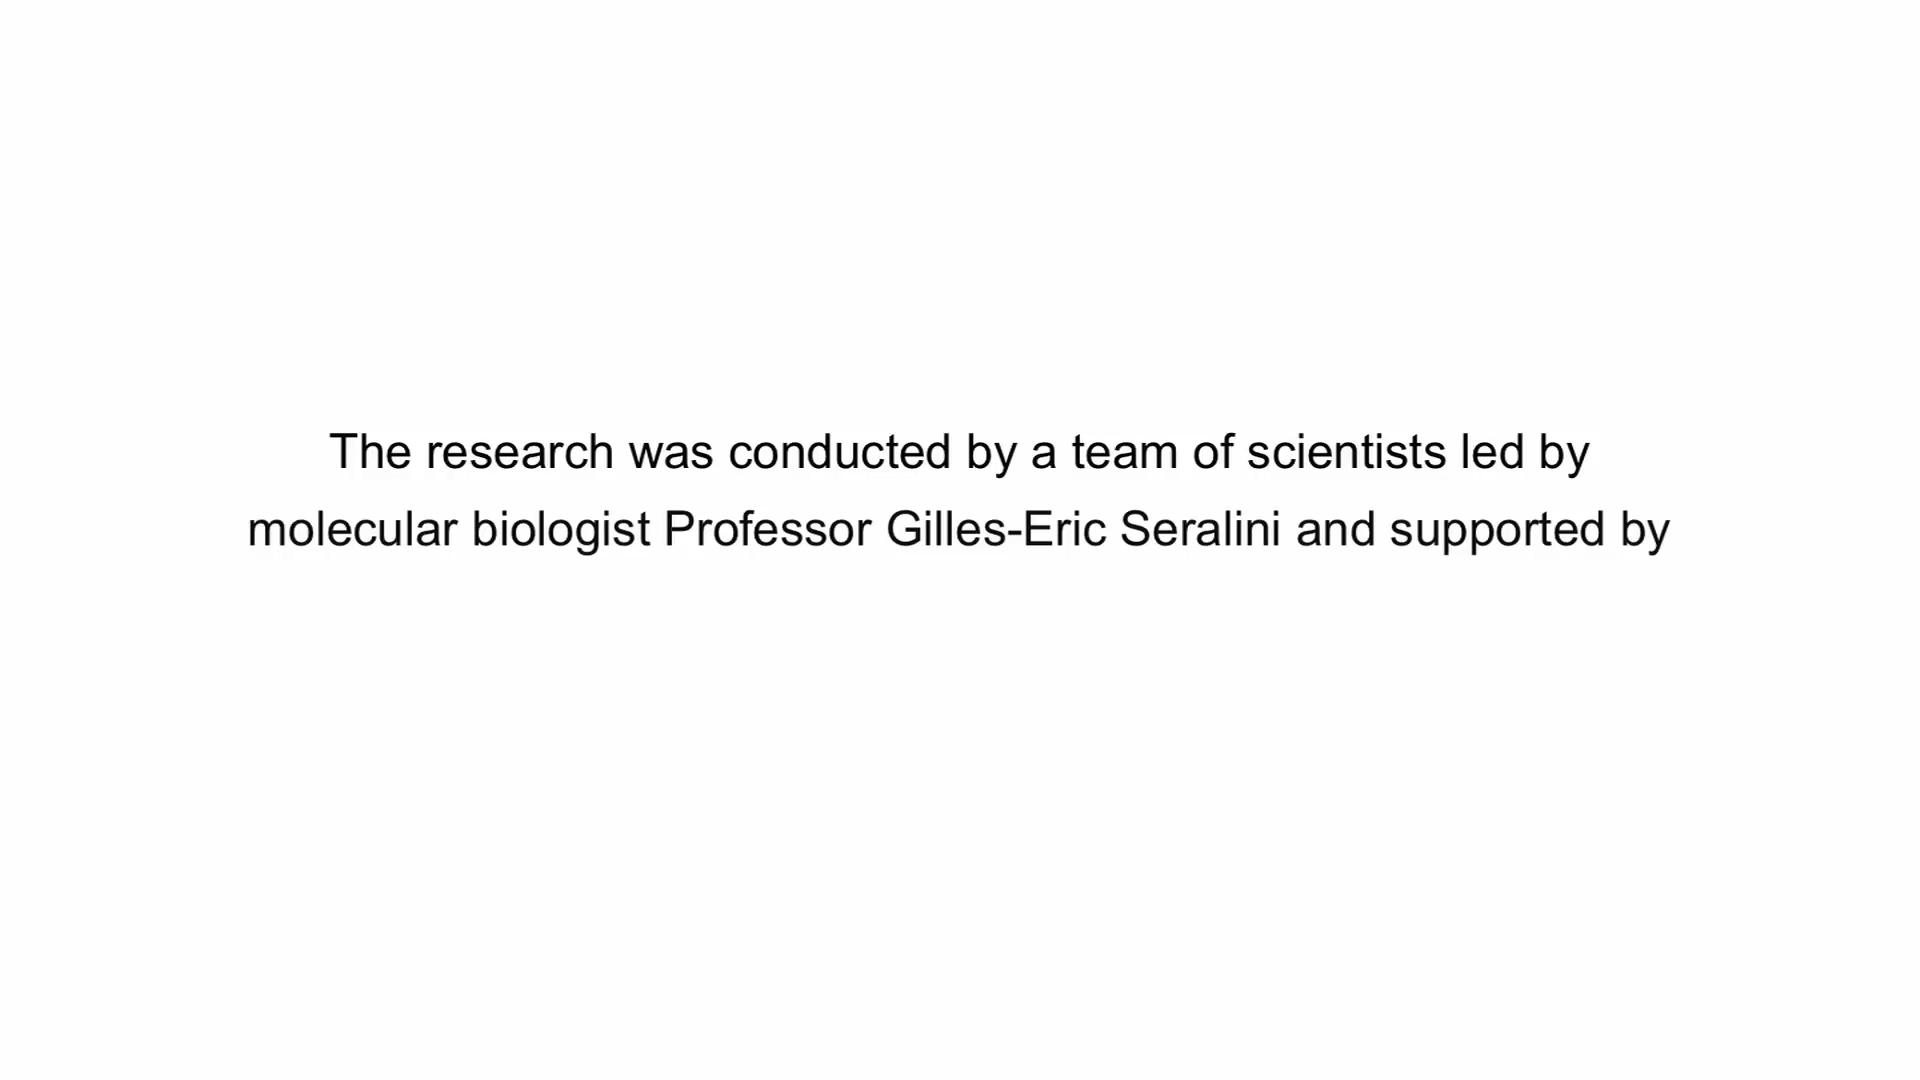 The research was conducted by a team of scientists led by
molecular biologist Professor Gilles-Eric Seralini and supported by